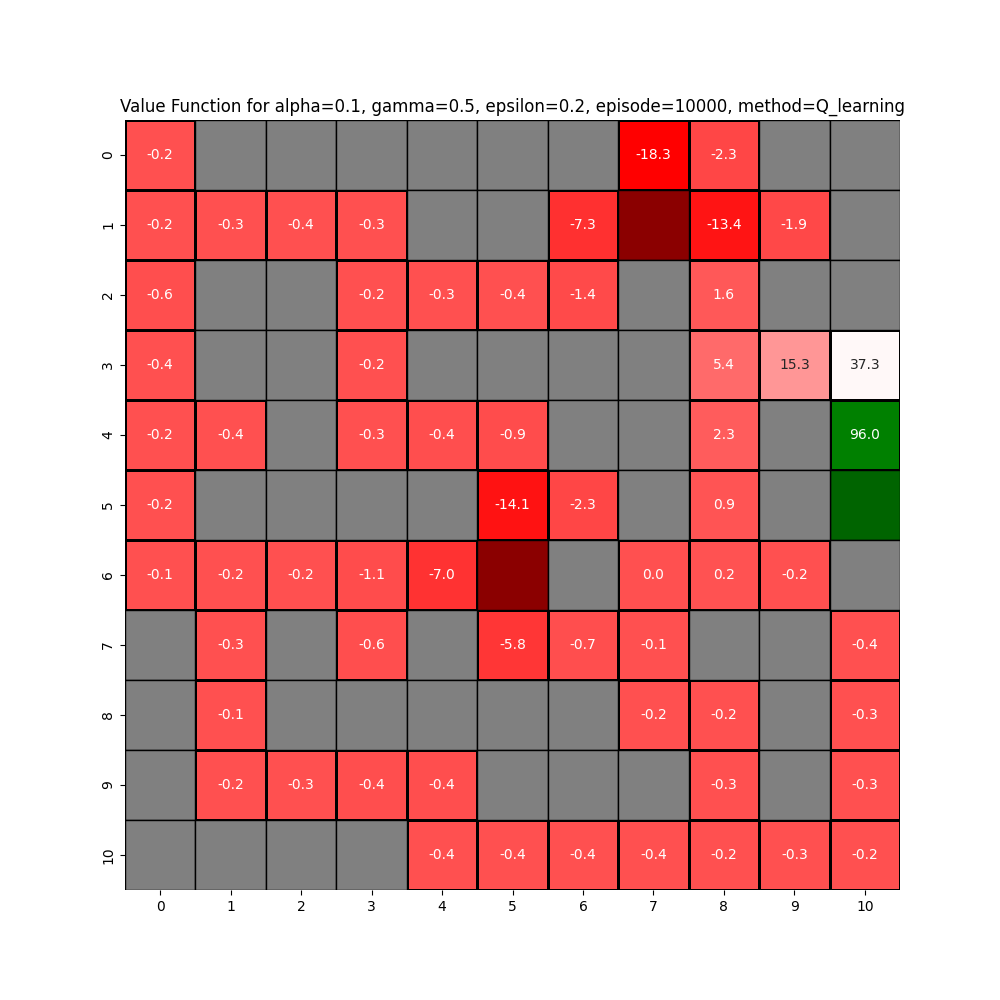 Value Function for alpha=0.1, gamma=0.5, epsilon=0.2, episode=10000, method=Q_learning
0 -0.2 -18.3 -2.3
1 -0.2 -0.3 -0.4 -0.3 -7.3 -13.4 -1.9
2 -0.6 -0.2 -0.3 -0.4 -1.4 1.6
3 -0.4 -0.2 5.4 15.3 37.3
4 -0.2 -0.4 -0.3 -0.4 -0.9 2.3 96.0
5 -0.2 -14.1 -2.3 0.9
6 -0.1 -0.2 -0.2 -1.1 -7.0 0.0 0.2 -0.2
7 -0.3 -0.6 -5.8 -0.7 -0.1 -0.4
8 -0.1 -0.2 -0.2 -0.3
9 -0.2 -0.3 -0.4 -0.4 -0.3 -0.3
10 -0.4 -0.4 -0.4 -0.4 -0.2 -0.3 -0.2
0 1 2 3 4 5 6 7 8 9 10